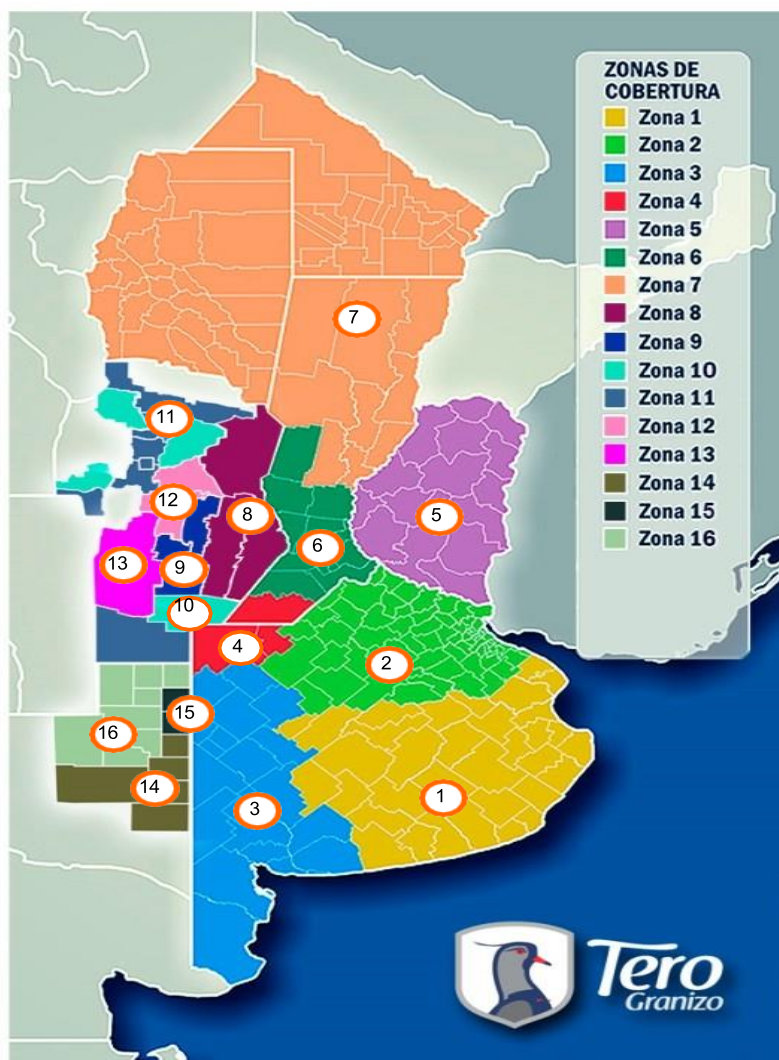 ZONAS DE
COBERTURA
Zona 1
Zona 2
Zona 3
Zona 4
Zona 5
Zona 6
Zona 7
Zona 8
Zona 9
Zona 10
Zona 11
Zona 12
Zona 13
Zona 14
Zona 15
Zona 16
7
11
12
8
5
6
13
9
10
4
2
15
16
14
1
3
Tero
Granizo